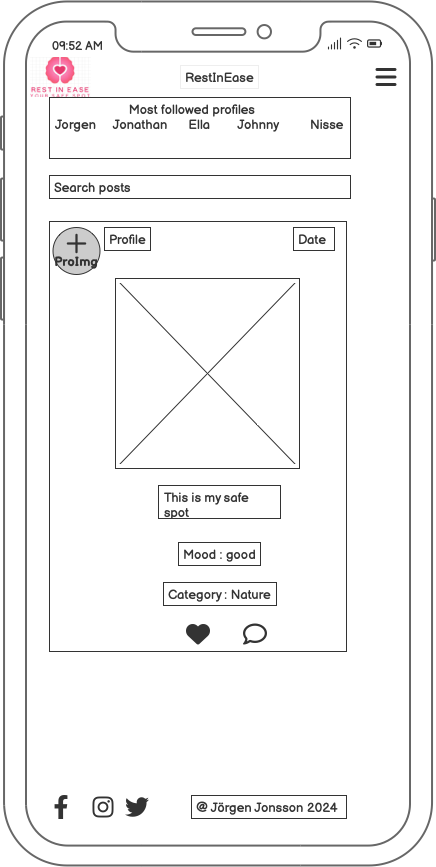 09:52 AM
REST IN EASE
YOUR SAFE SPOT
RestInEase
Most followed profiles
Jorgen Jonathan Ella Johnny Nisse
Search posts
ProImg
Profile
Date
This is my safe
spot
Mood : good
Category : Nature
@ Jörgen Jonsson 2024